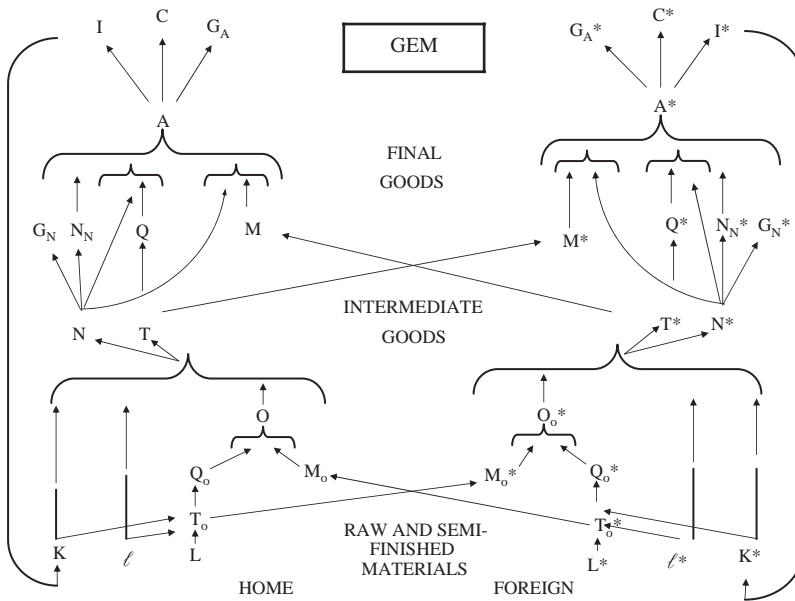 GEM
I C G_A
G_A* C* I*
A A*
FINAL
GOODS
G_N N_N Q M
M* Q* N_N* G_N*
INTERMEDIATE
GOODS
N T
T* N*
O O_o*
Q_o M_o
M_o* Q_o*
T_o T_o*
RAW AND SEMI-
FINISHED
MATERIALS
K ℓ L
L* ℓ* K*
HOME FOREIGN